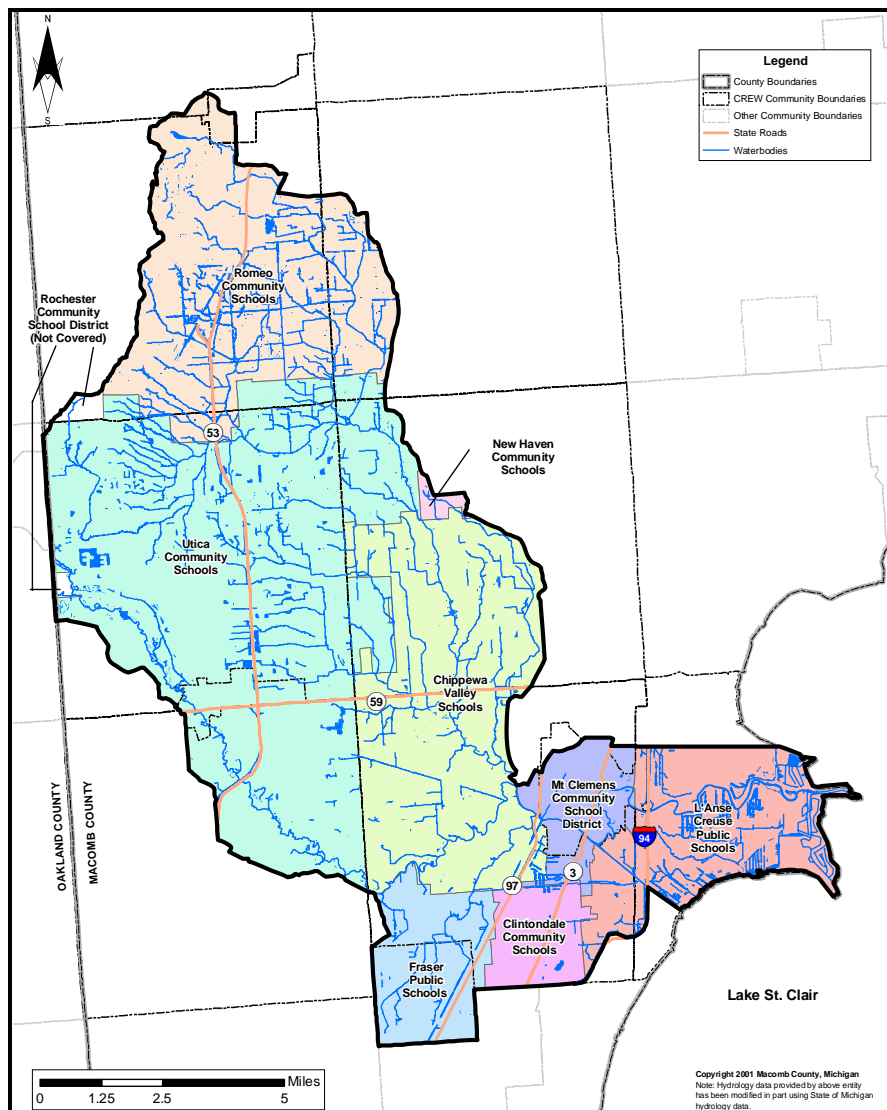 N
S
Legend
County Boundaries
CREW Community Boundaries
Other Community Boundaries
State Roads
Waterbodies
Romeo
Community
Schools
Rochester
Community
School District
(Not Covered)
53
New Haven
Community
Schools
Utica
Community
Schools
Chippewa
Valley
Schools
59
OAKLAND COUNTY
MACOMB COUNTY
Mt Clemens
Community
School
District
L'Anse
Creuse
Public
Schools
94
3
97
Clintondale
Community
Schools
Fraser
Public
Schools
Lake St. Clair
Miles
0 1.25 2.5 5
Copyright 2001 Macomb County, Michigan
Note: Hydrology data provided by above entity
has been modified in part using State of Michigan
hydrology data.